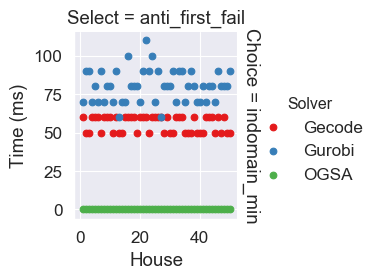 Select = anti_first_fail
Choice = indomain_min
Time (ms)
100
75
50
25
0
0
20
40
House
Solver
Gecode
Gurobi
OGSA